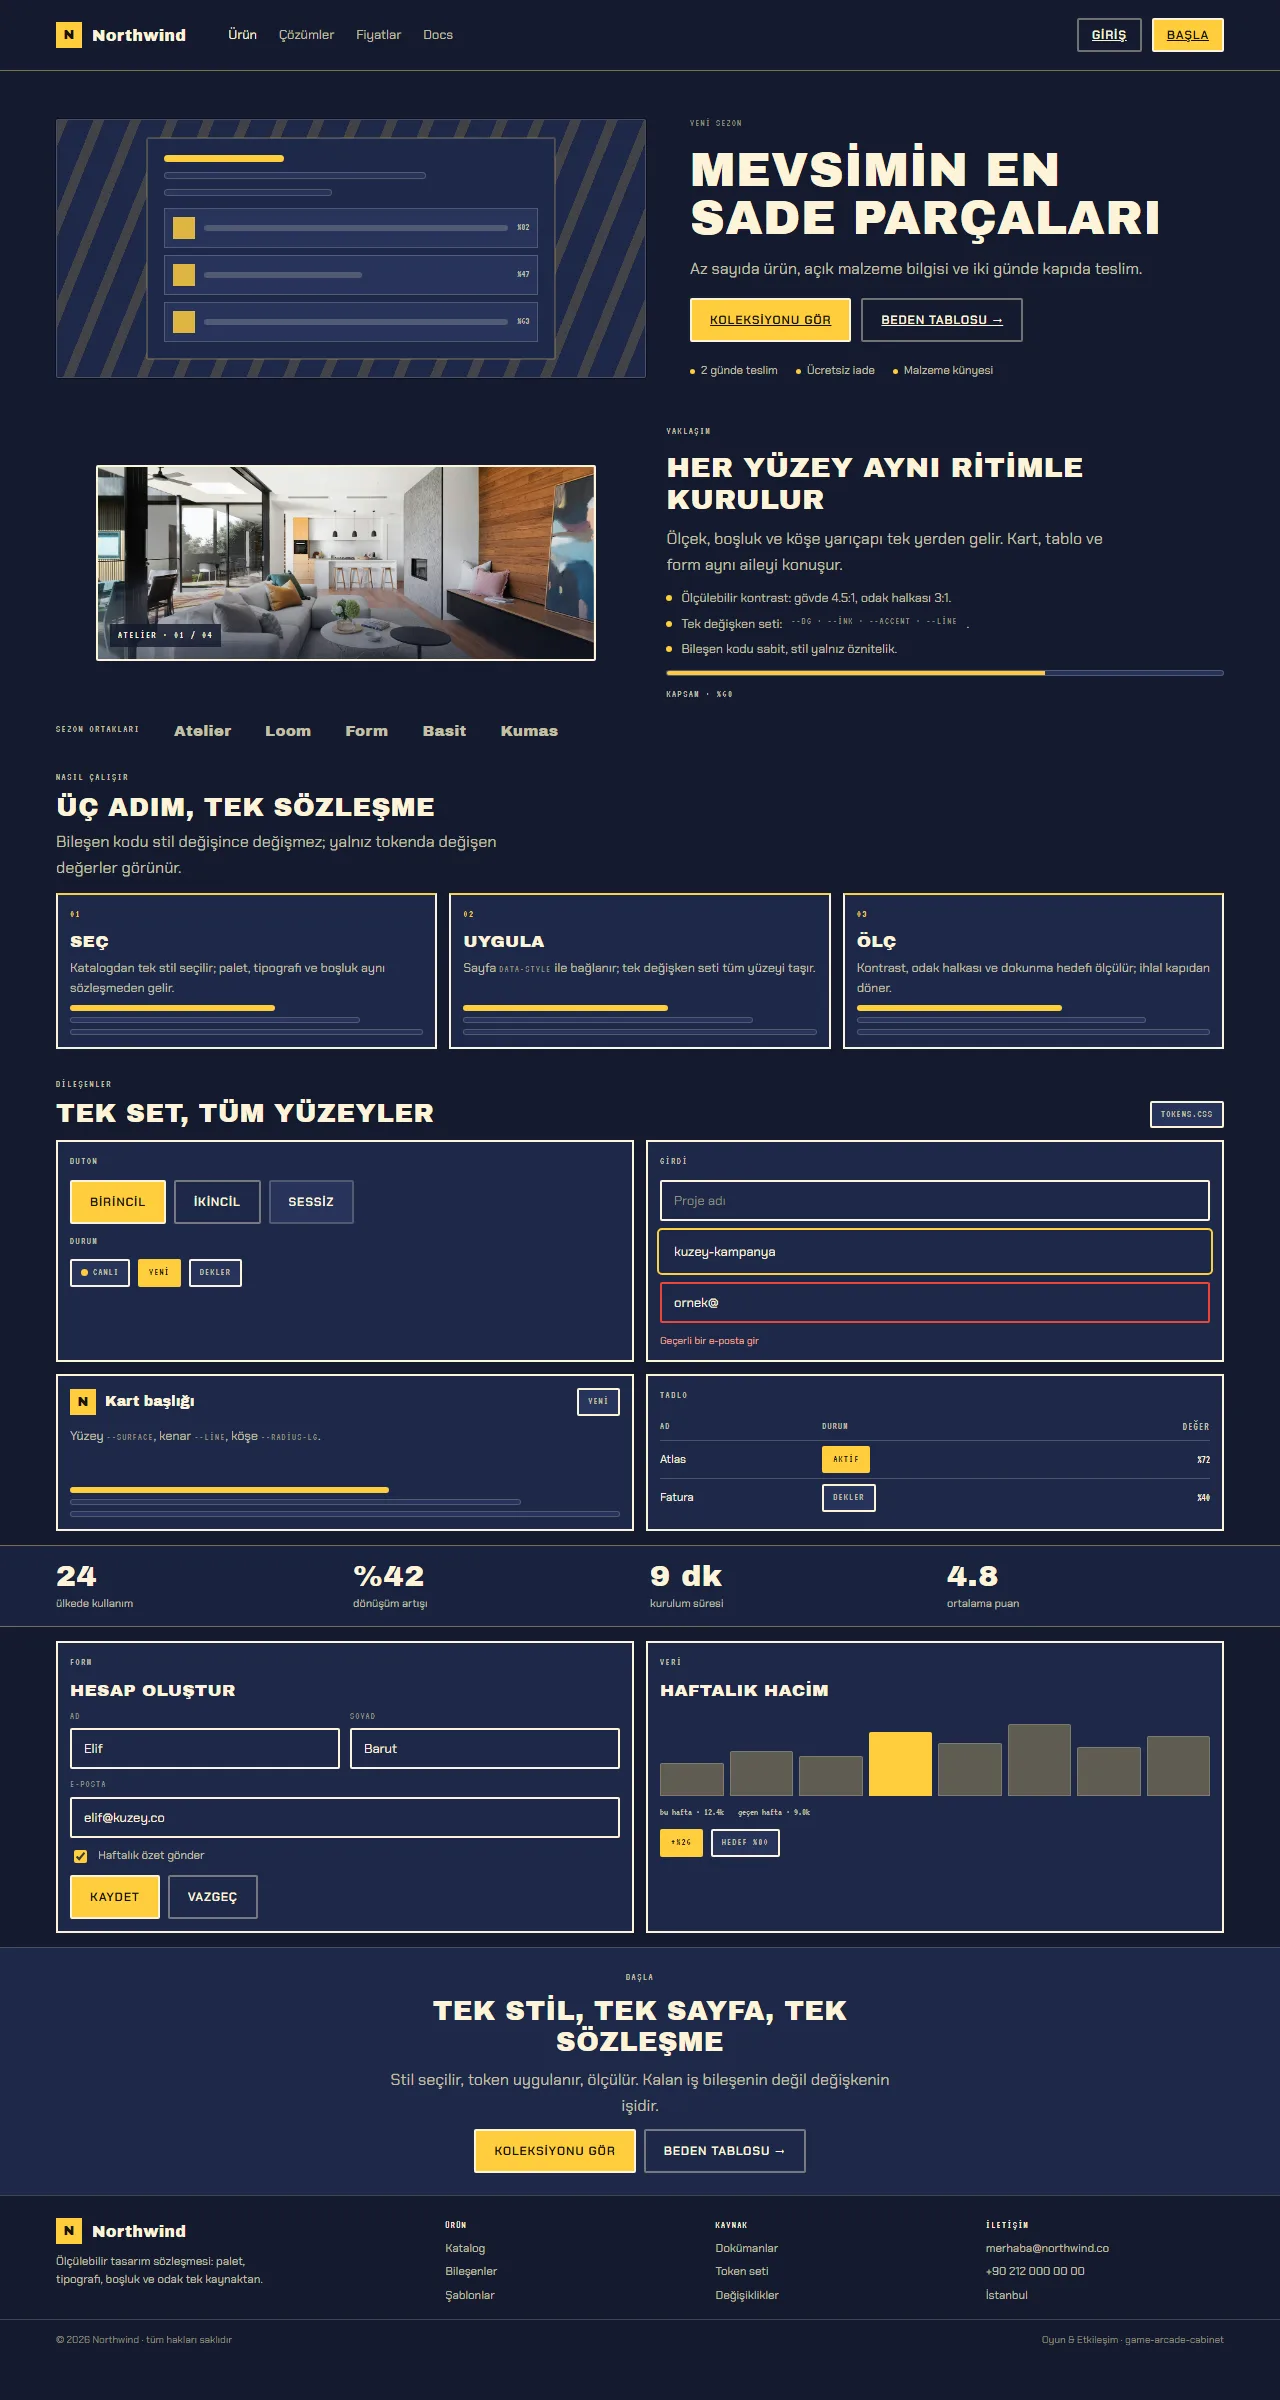 N Northwind Ürün Çözümler Fiyatlar Docs GİRİŞ BAŞLA
YENİ SEZON
MEVSİMİN EN
SADE PARÇALARI
Az sayıda ürün, açık malzeme bilgisi ve iki günde kapıda teslim.
KOLEKSİYONU GÖR BEDEN TABLOSU →
2 günde teslim Ücretsiz iade Malzeme künyesi
%82
%47
%63
YAKLAŞIM
HER YÜZEY AYNI RİTİMLE
KURULUR
Ölçek, boşluk ve köşe yarıçapı tek yerden gelir. Kart, tablo ve
form aynı aileyi konuşur.
Ölçülebilir kontrast: gövde 4.5:1, odak halkası 3:1.
Tek değişken seti: --BG · --İNK · --ACCENT · --LİNE .
Bileşen kodu sabit, stil yalnız öznitelik.
KAPSAM · %68
ATELİER · 01 / 04
SEZON ORTAKLARI Atelier Loom Form Basit Kumas
NASIL ÇALIŞIR
ÜÇ ADIM, TEK SÖZLEŞME
Bileşen kodu stil değişince değişmez; yalnız tokenda değişen
değerler görünür.
01
SEÇ
Katalogdan tek stil seçilir; palet, tipografi ve boşluk aynı
sözleşmeden gelir.
02
UYGULA
Sayfa DATA-STYLE ile bağlanır; tek değişken seti tüm yüzeyi taşır.
03
ÖLÇ
Kontrast, odak halkası ve dokunma hedefi ölçülür; ihlal kapıdan
döner.
BİLEŞENLER
TEK SET, TÜM YÜZEYLER
TOKENS.CSS
BUTON
BİRİNCİL İKİNCİL SESSİZ
DURUM
CANLI YENİ BEKLER
GİRDİ
Proje adı
kuzey-kampanya
ornek@
Geçerli bir e-posta gir
N Kart başlığı YENİ
Yüzey --SURFACE, kenar --LİNE, köşe --RADİUS-LG.
TABLO
AD DURUM DEĞER
Atlas AKTİF %72
Fatura BEKLER %40
24 %42 9 dk 4.8
ülkede kullanım dönüşüm artışı kurulum süresi ortalama puan
FORM
HESAP OLUŞTUR
AD SOYAD
Elif Barut
E-POSTA
elif@kuzey.co
Haftalık özet gönder
KAYDET VAZGEÇ
VERİ
HAFTALIK HACİM
bu hafta · 12.4k geçen hafta · 9.8k
+%26 HEDEF %80
BAŞLA
TEK STİL, TEK SAYFA, TEK
SÖZLEŞME
Stil seçilir, token uygulanır, ölçülür. Kalan iş bileşenin değil değişkenin
işidir.
KOLEKSİYONU GÖR BEDEN TABLOSU →
N Northwind
Ölçülebilir tasarım sözleşmesi: palet,
tipografi, boşluk ve odak tek kaynaktan.
ÜRÜN
Katalog
Bileşenler
Şablonlar
KAYNAK
Dokümanlar
Token seti
Değişiklikler
İLETİŞİM
merhaba@northwind.co
+90 212 000 00 00
İstanbul
© 2026 Northwind · tüm hakları saklıdır
Oyun & Etkileşim · game-arcade-cabinet